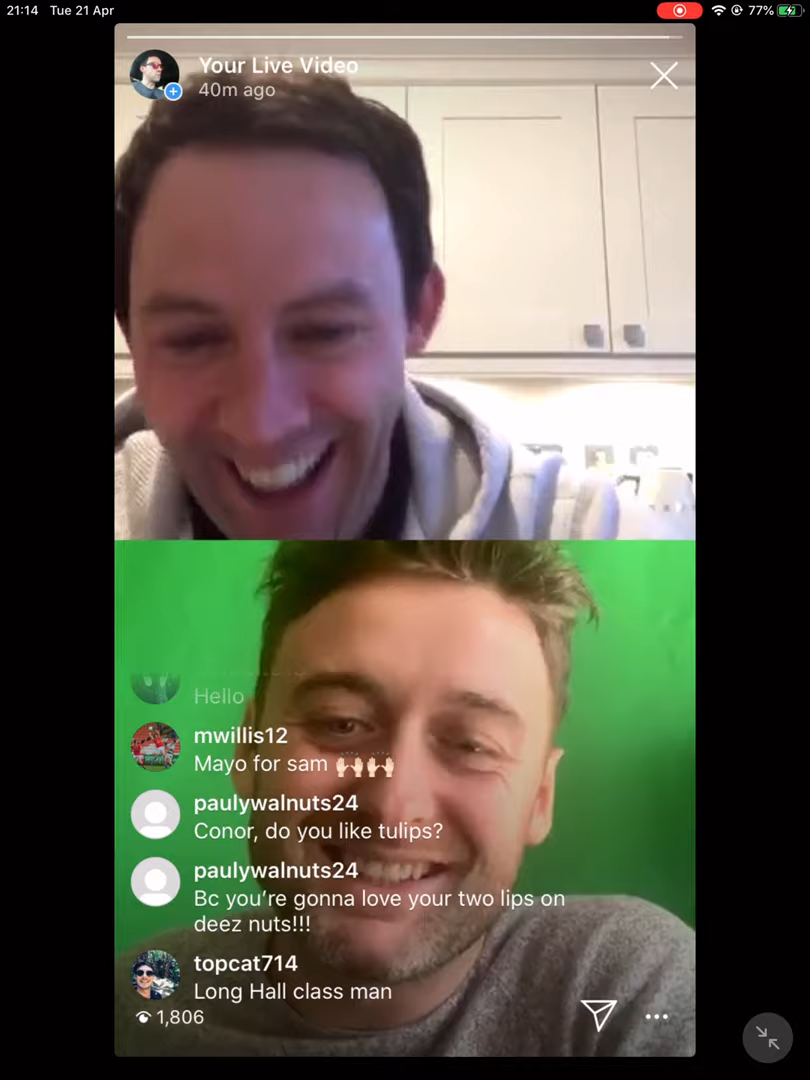 21:14 Tue 21 Apr
77%
Your Live Video
40m ago
Hello
mwillis12
Mayo for sam 🙌🏻🙌🏻
paulywalnuts24
Conor, do you like tulips?
paulywalnuts24
Bc you’re gonna love your two lips on
deez nuts!!!
topcat714
Long Hall class man
1,806